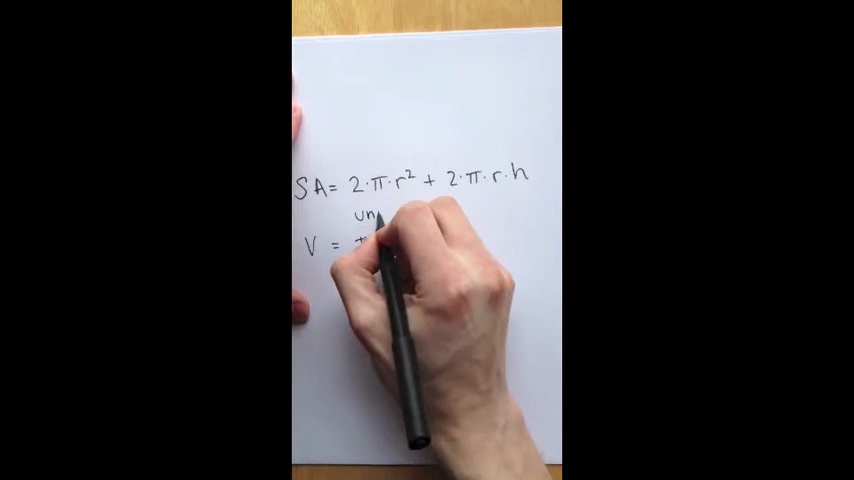 SA = 2·π·r² + 2·π·r·h
un
V =